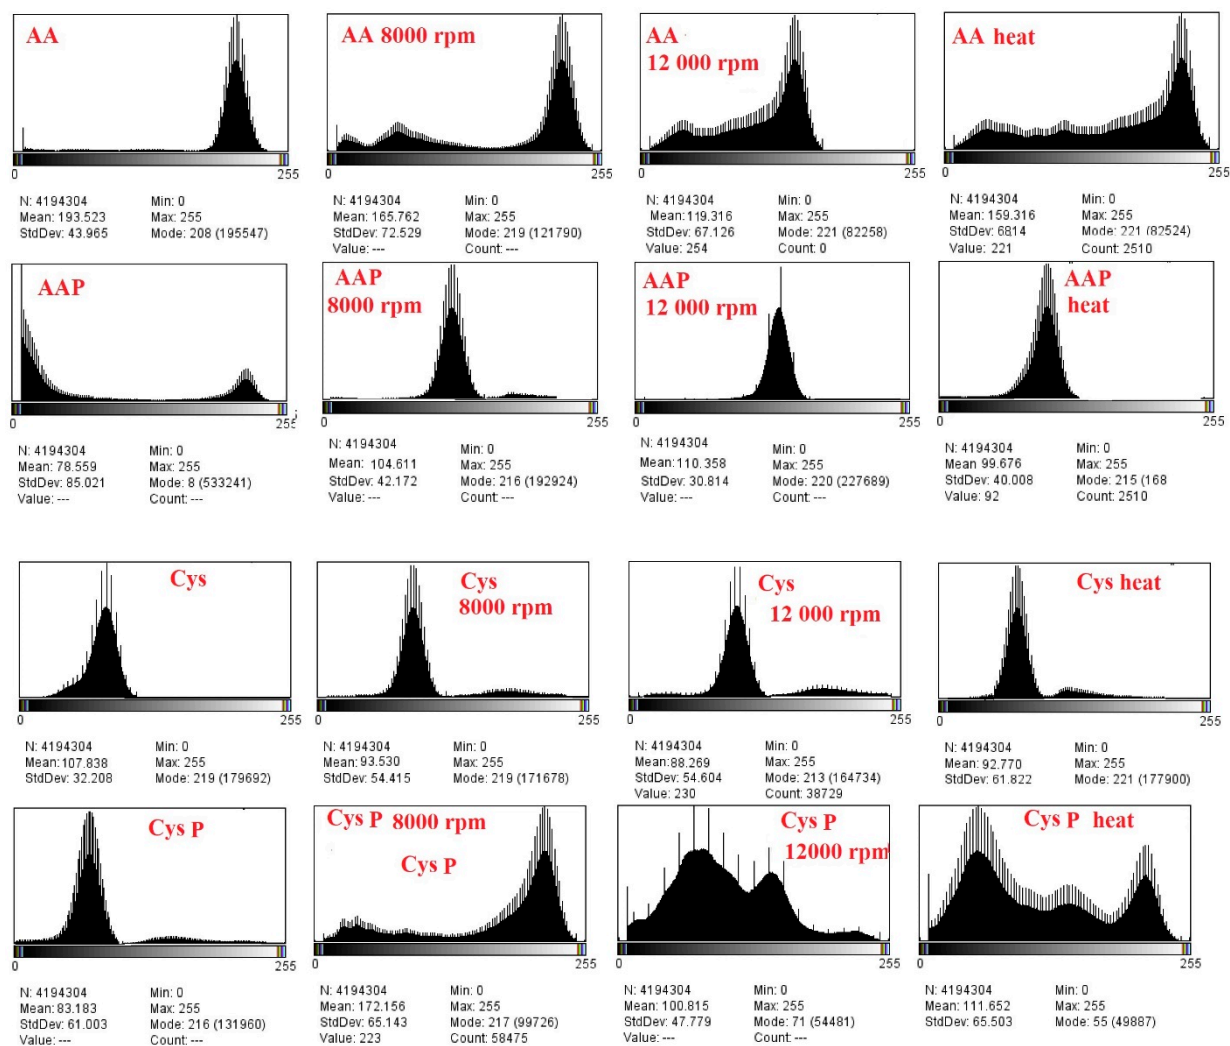 AA
AA 8000 rpm
AA
12 000 rpm
AA heat
0 255
0 255
0 255
0 255
N: 4194304 Min: 0
Mean: 193.523 Max: 255
StdDev: 43.965 Mode: 208 (195547)
Value: --- Count: ---
N: 4194304 Min: 0
Mean: 165.762 Max: 255
StdDev: 72.529 Mode: 219 (121790)
Value: --- Count: ---
N: 4194304 Min: 0
Mean: 119.316 Max: 255
StdDev: 67.126 Mode: 221 (82258)
Value: 254 Count: 0
N: 4194304 Min: 0
Mean: 159.316 Max: 255
StdDev: 6814 Mode: 221 (82524)
Value: 221 Count: 2510
AAP
AAP
8000 rpm
AAP
12 000 rpm
AAP
heat
0 255
0 255
0 255
0 255
N: 4194304 Min: 0
Mean: 78.559 Max: 255
StdDev: 85.021 Mode: 8 (533241)
Value: --- Count: ---
N: 4194304 Min: 0
Mean: 104.611 Max: 255
StdDev: 42.172 Mode: 216 (192924)
Value: --- Count: ---
N: 4194304 Min: 0
Mean: 110.358 Max: 255
StdDev: 30.814 Mode: 220 (227689)
Value: --- Count: ---
N: 4194304 Min: 0
Mean 99.676 Max: 255
StdDev: 40.008 Mode: 215 (168
Value: 92 Count: 2510
Cys
Cys
8000 rpm
Cys
12 000 rpm
Cys heat
0 255
0 255
0 255
0 255
N: 4194304 Min: 0
Mean: 107.838 Max: 255
StdDev: 32.208 Mode: 219 (179692)
N: 4194304 Min: 0
Mean: 93.530 Max: 255
StdDev: 54.415 Mode: 219 (171678)
N: 4194304 Min: 0
Mean: 88.269 Max: 255
StdDev: 54.604 Mode: 213 (164734)
Value: 230 Count: 38729
N: 4194304 Min: 0
Mean: 92.770 Max: 255
StdDev: 61.822 Mode: 221 (177900)
Cys P
Cys P 8000 rpm
Cys P
Cys P
12000 rpm
Cys P heat
0 255
0 255
0 255
0 255
N: 4194304 Min: 0
Mean: 83.183 Max: 255
StdDev: 61.003 Mode: 216 (131960)
Value: --- Count: ---
N: 4194304 Min: 0
Mean: 172.156 Max: 255
StdDev: 65.143 Mode: 217 (99726)
Value: 223 Count: 58475
N: 4194304 Min: 0
Mean: 100.815 Max: 255
StdDev: 47.779 Mode: 71 (54481)
Value: --- Count: ---
N: 4194304 Min: 0
Mean: 111.652 Max: 255
StdDev: 65.503 Mode: 55 (49887)